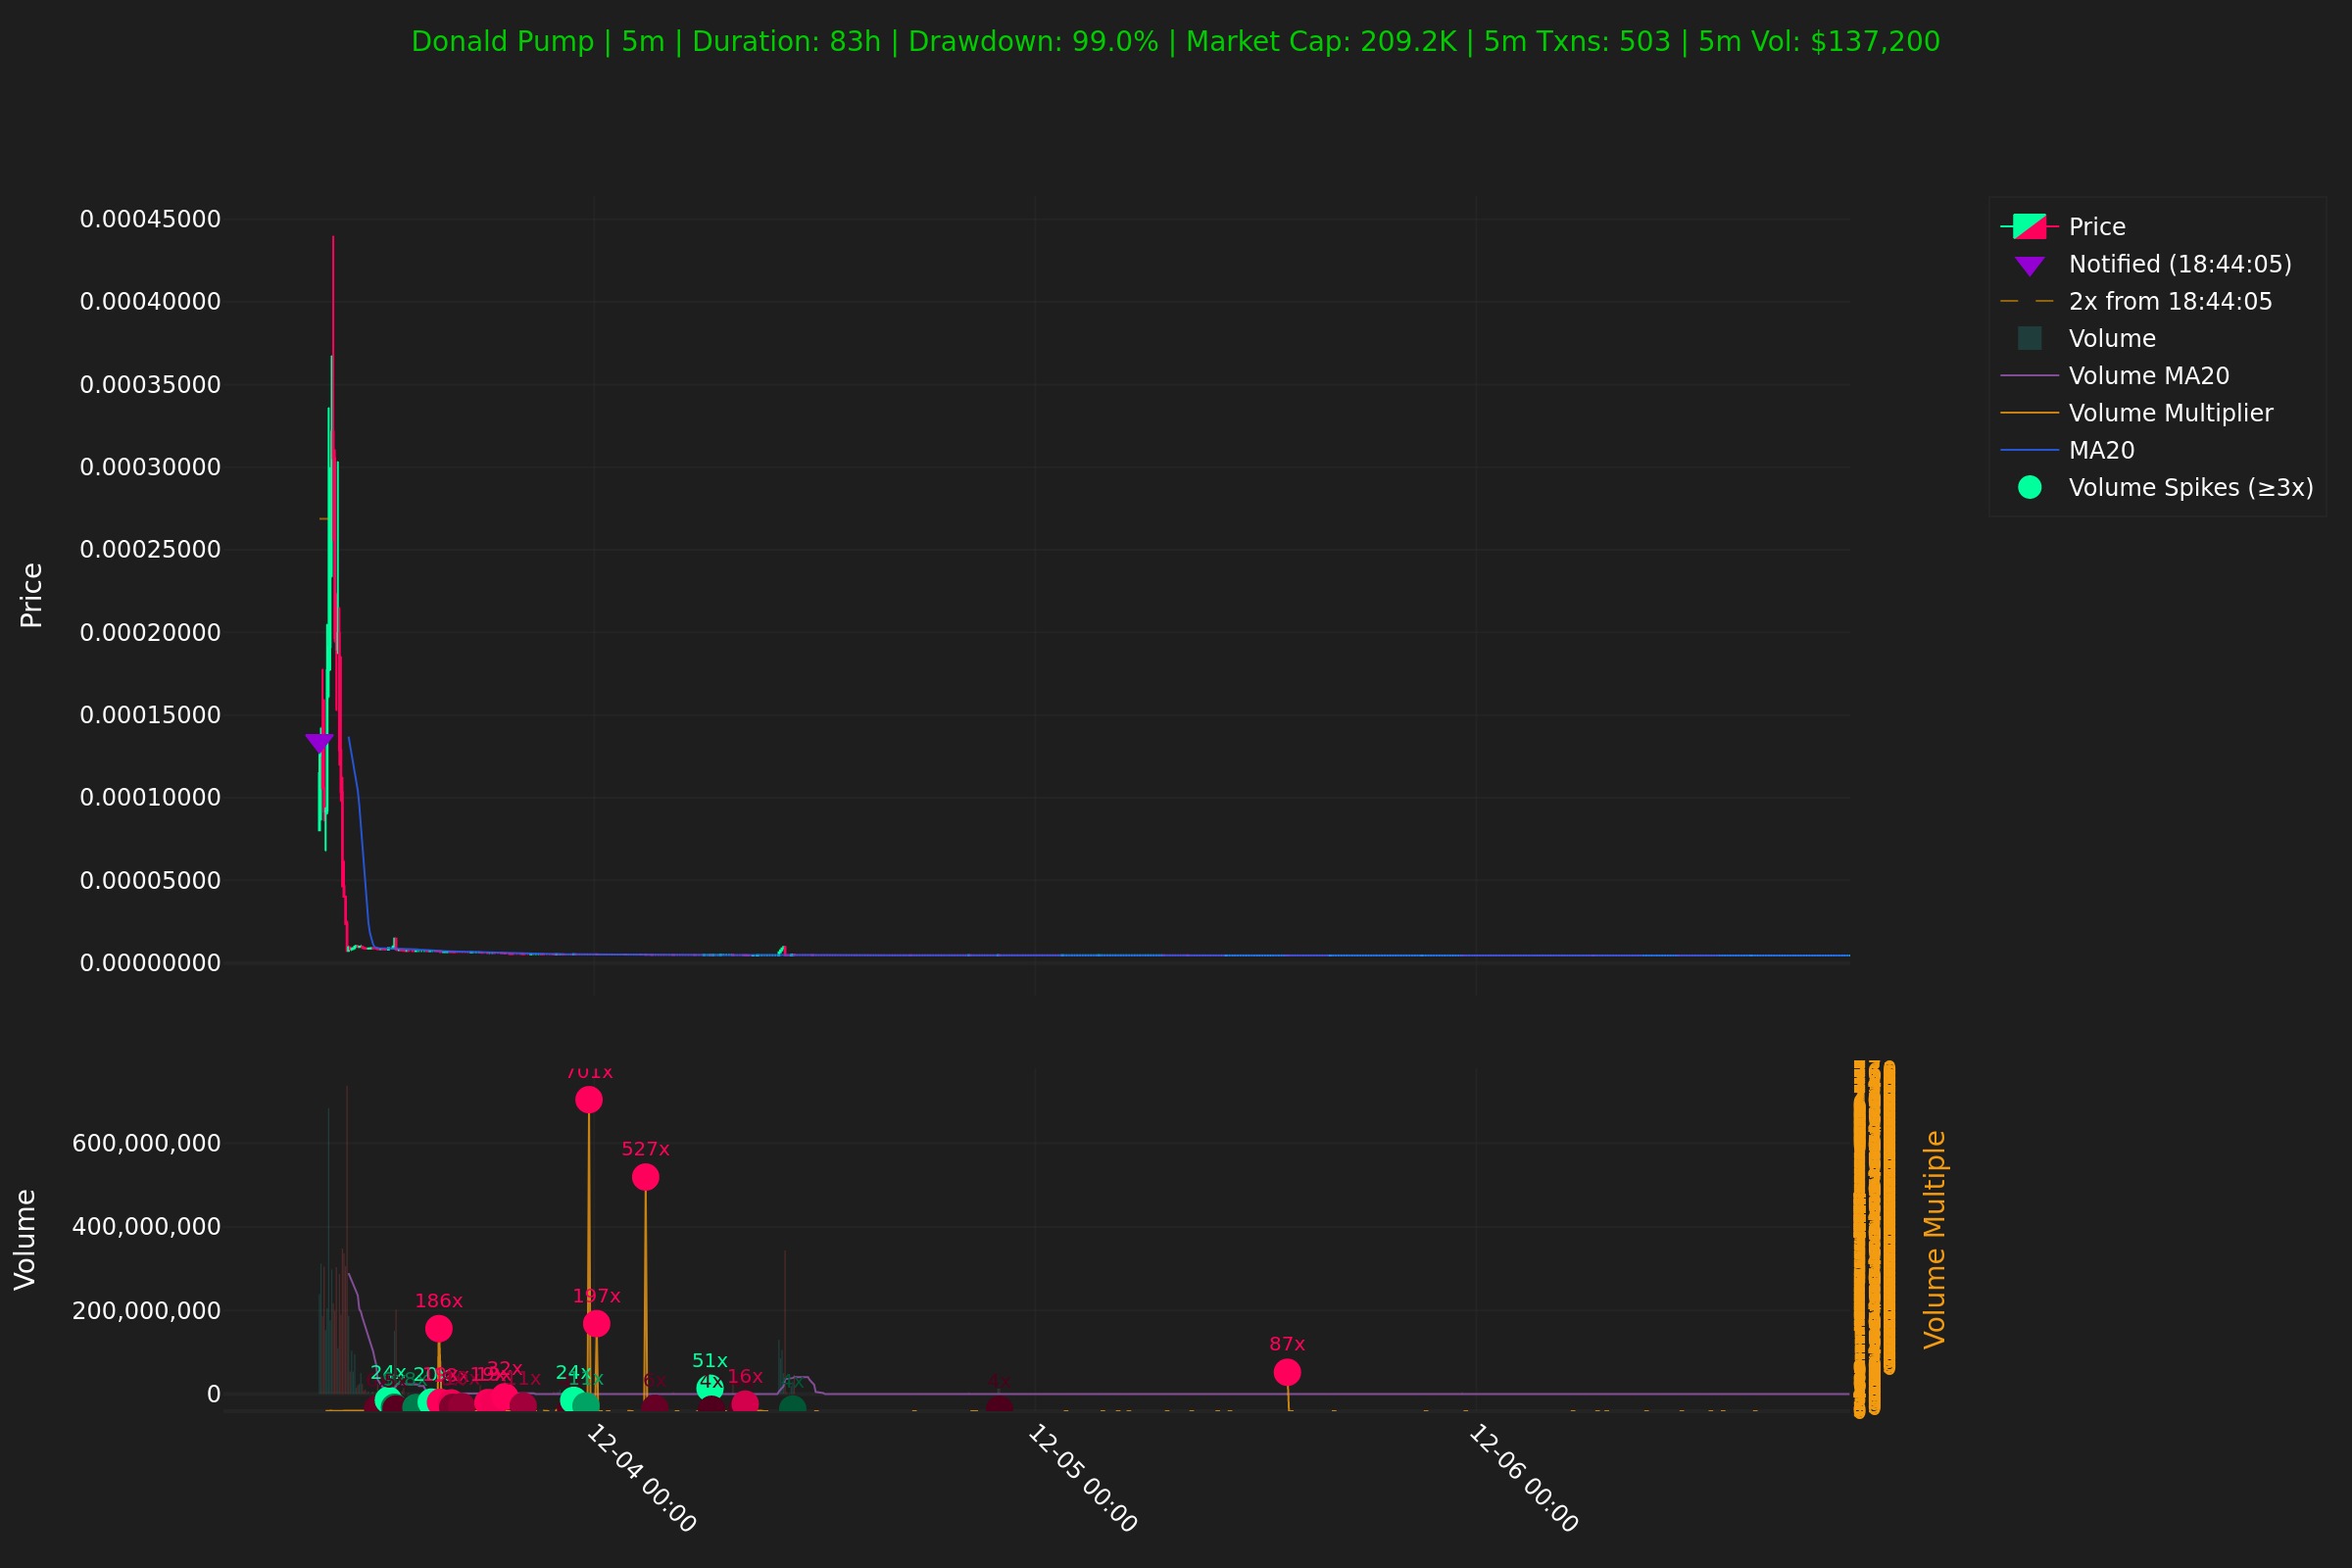 Donald Pump | 5m | Duration: 83h | Drawdown: 99.0% | Market Cap: 209.2K | 5m Txns: 503 | 5m Vol: $137,200
Price
0.00045000
0.00040000
0.00035000
0.00030000
0.00025000
0.00020000
0.00015000
0.00010000
0.00005000
0.00000000
Price
Notified (18:44:05)
2x from 18:44:05
Volume
Volume MA20
Volume Multiplier
MA20
Volume Spikes (≥3x)
Volume
600,000,000
400,000,000
200,000,000
0
701x
527x
197x
186x
87x
51x
24x
32x
24x
16x
4x
4x
Volume Multiple
12-04 00:00
12-05 00:00
12-06 00:00